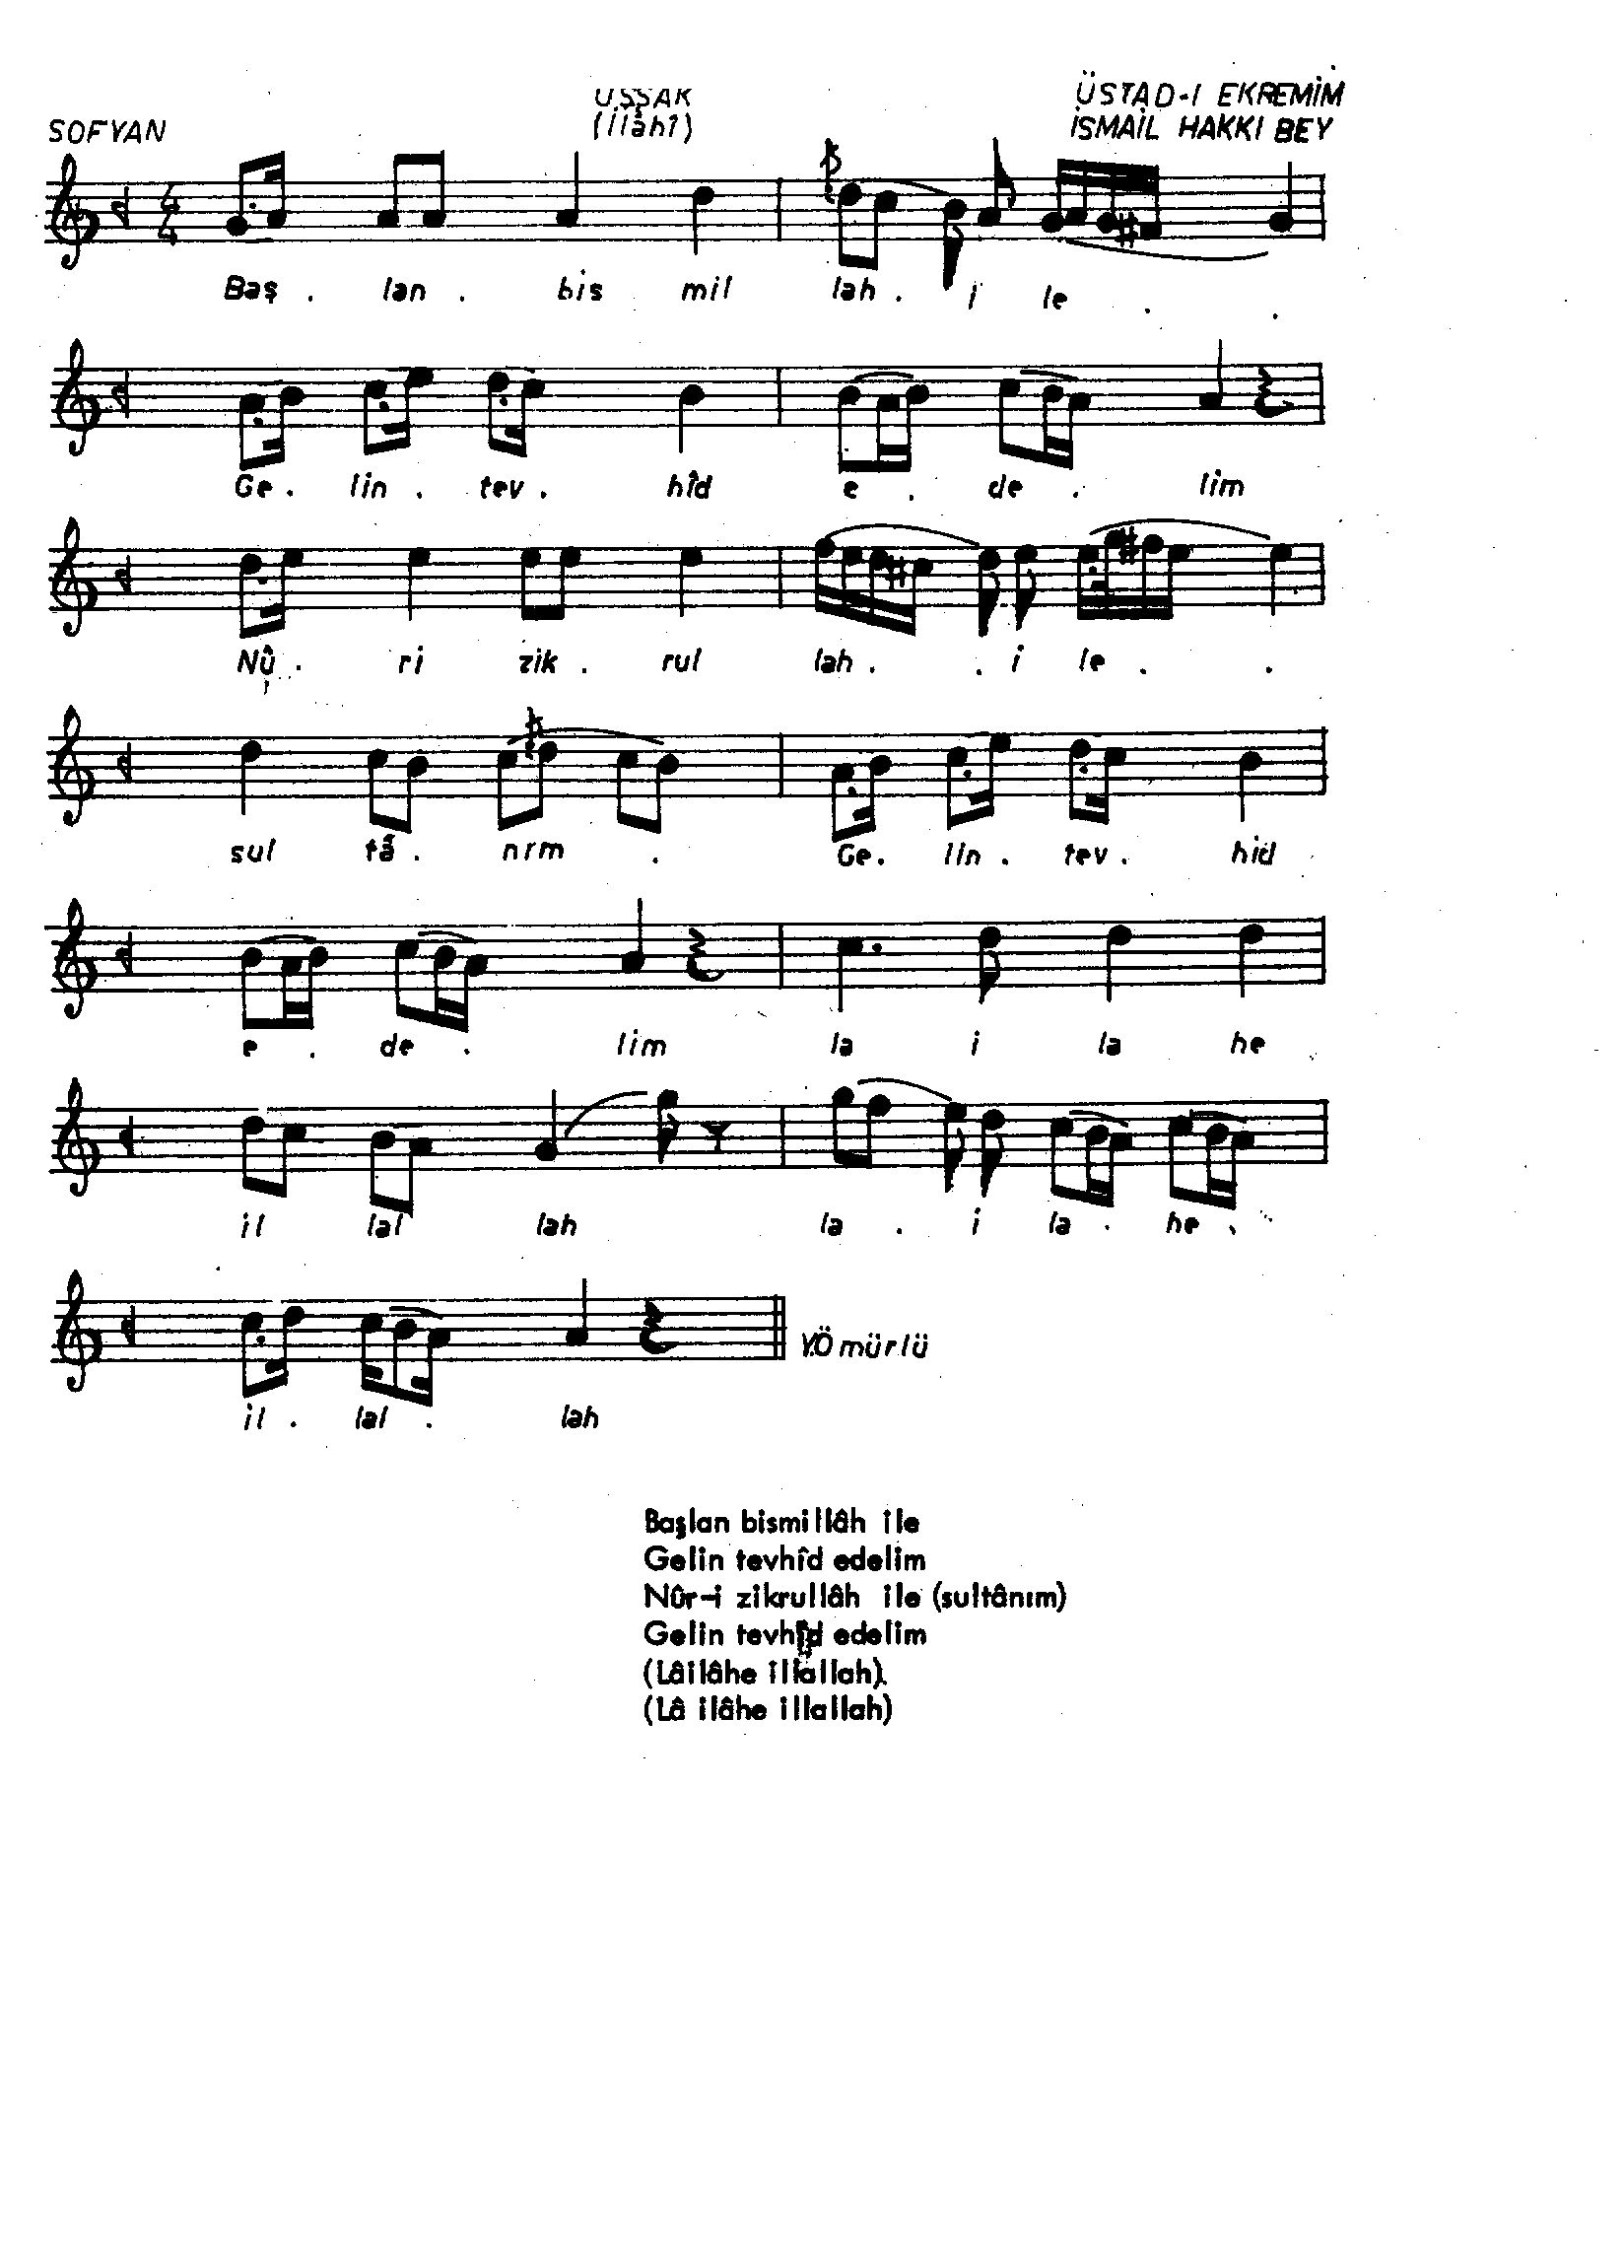 UŞŞAK
(İlâhî)
ÜSTAD-I EKREMİM
İSMAİL HAKKI BEY
SOFYAN
4
4
Baş . lan . bis mil lah . i le . .
Ge . lin . tev . hîd e . de . lim
Nû . ri zik . rul lah . . i le . .
sul tâ . nım . Ge . lin . tev . hid
e . de . lim la i la he
il lal lah la . i la . he .
il . lal . lah
Y.Ömürlü
Başlan bismillâh ile
Gelin tevhîd edelim
Nûr-i zikrullâh ile (sultânım)
Gelin tevhîd edelim
(Lâilâhe illallah)
(Lâ ilâhe illallah)